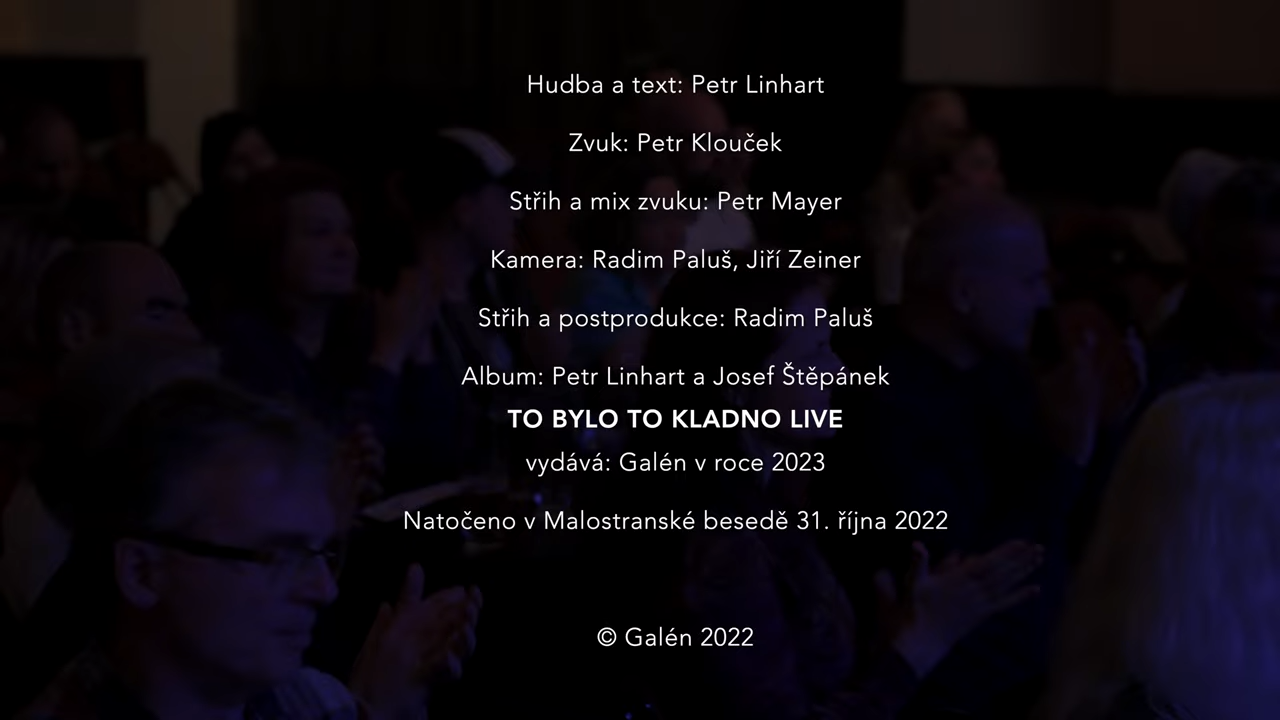 Hudba a text: Petr Linhart
Zvuk: Petr Klouček
Střih a mix zvuku: Petr Mayer
Kamera: Radim Paluš, Jiří Zeiner
Střih a postprodukce: Radim Paluš
Album: Petr Linhart a Josef Štěpánek
TO BYLO TO KLADNO LIVE
vydává: Galén v roce 2023
Natočeno v Malostranské besedě 31. října 2022
© Galén 2022